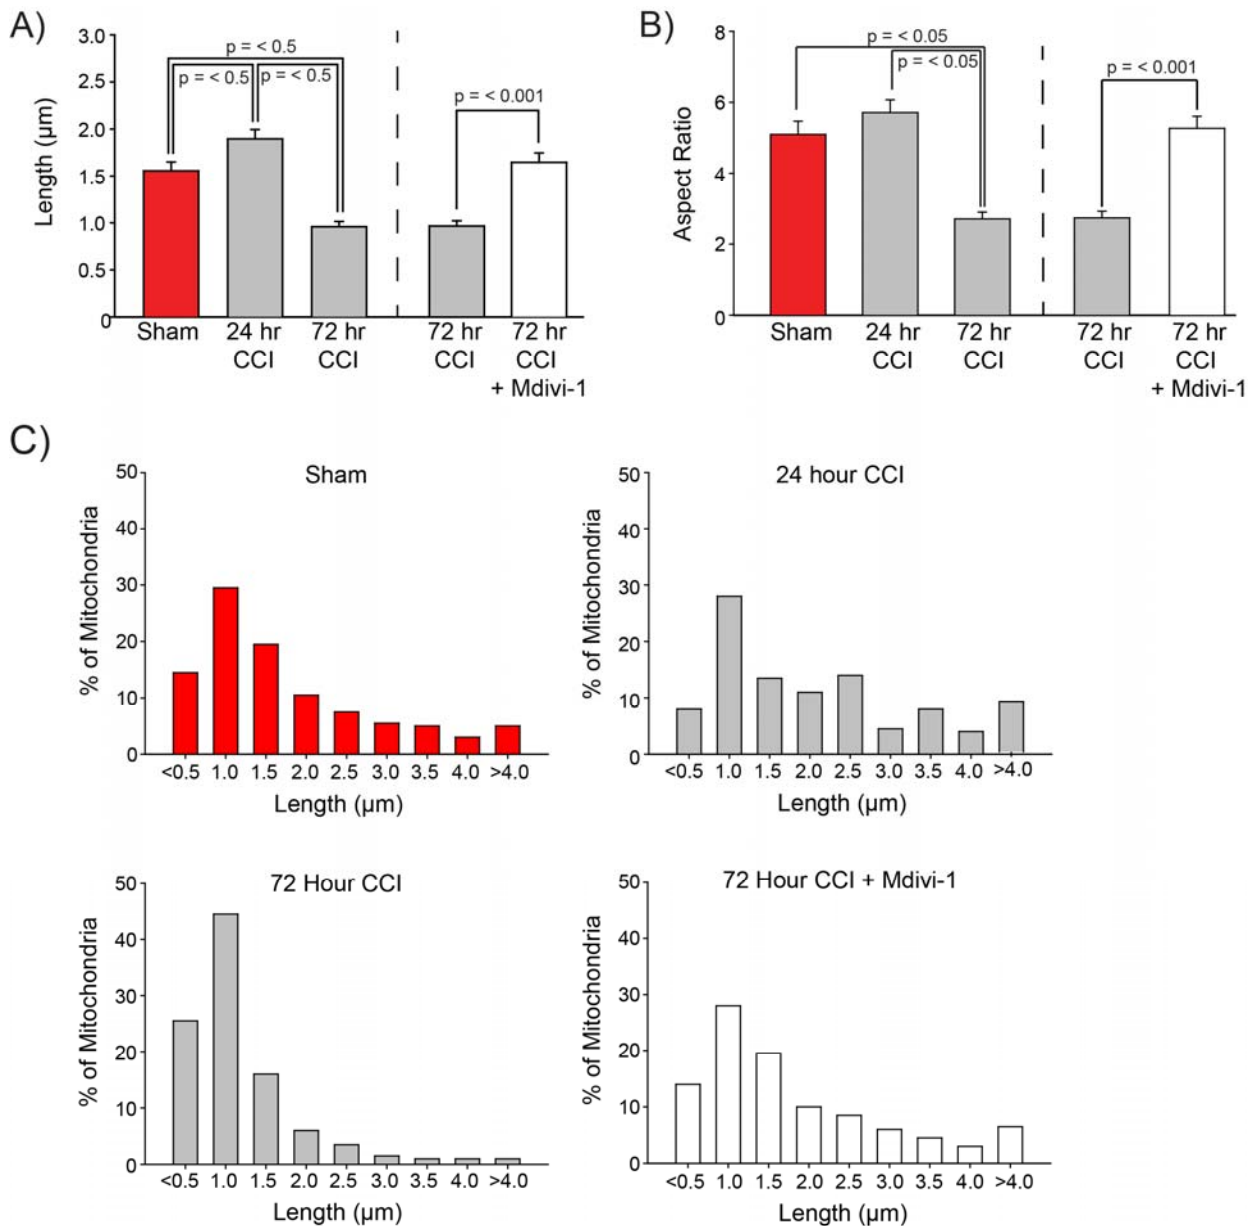 A)
3.0
2.5
2.0
1.5
1.0
0.5
0
Length (µm)
p = < 0.5
p = < 0.5
p = < 0.5
p = < 0.001
Sham
24 hr
CCI
72 hr
CCI
72 hr
CCI
72 hr
CCI
+ Mdivi-1
B)
8
6
4
2
0
Aspect Ratio
p = < 0.05
p = < 0.05
p = < 0.001
Sham
24 hr
CCI
72 hr
CCI
72 hr
CCI
72 hr
CCI
+ Mdivi-1
C)
Sham
50
40
30
20
10
0
% of Mitochondria
<0.5 1.0 1.5 2.0 2.5 3.0 3.5 4.0 >4.0
Length (µm)
24 hour CCI
50
40
30
20
10
0
% of Mitochondria
<0.5 1.0 1.5 2.0 2.5 3.0 3.5 4.0 >4.0
Length (µm)
72 Hour CCI
50
40
30
20
10
0
% of Mitochondria
<0.5 1.0 1.5 2.0 2.5 3.0 3.5 4.0 >4.0
Length (µm)
72 Hour CCI + Mdivi-1
50
40
30
20
10
0
% of Mitochondria
<0.5 1.0 1.5 2.0 2.5 3.0 3.5 4.0 >4.0
Length (µm)